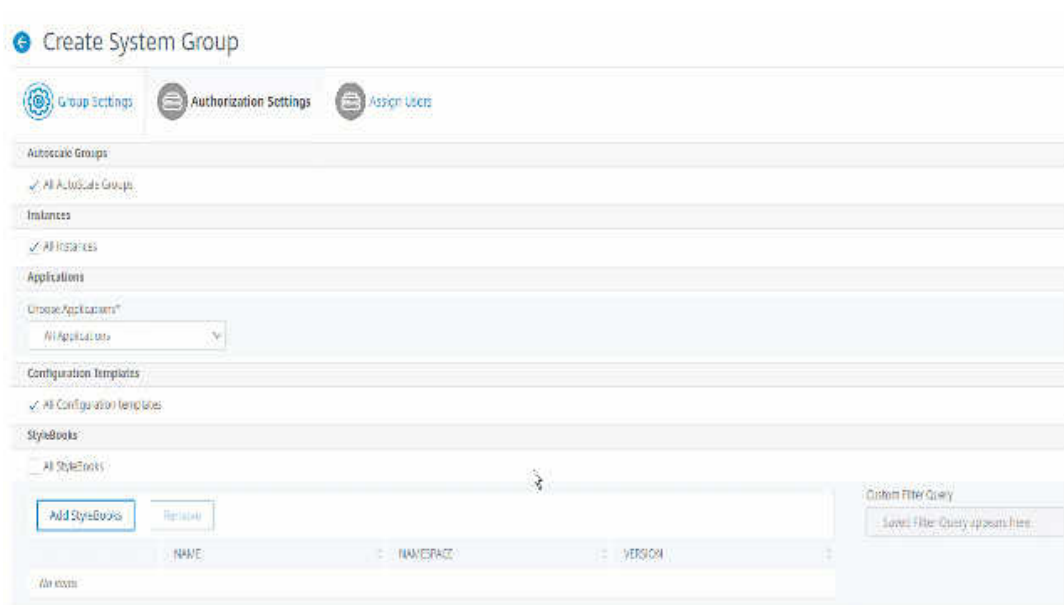 Create System Group
Group Settings
Authorization Settings
Assign Users
Autoscale Groups
All AutoScale Groups
Instances
All Instances
Applications
Choose Applications*
All Applications
Configuration Templates
All Configuration templates
StyleBooks
All StyleBooks
Add StyleBooks
Remove
Custom Filter Query
Saved Filter Query appears here
NAME
NAMESPACE
VERSION
No items